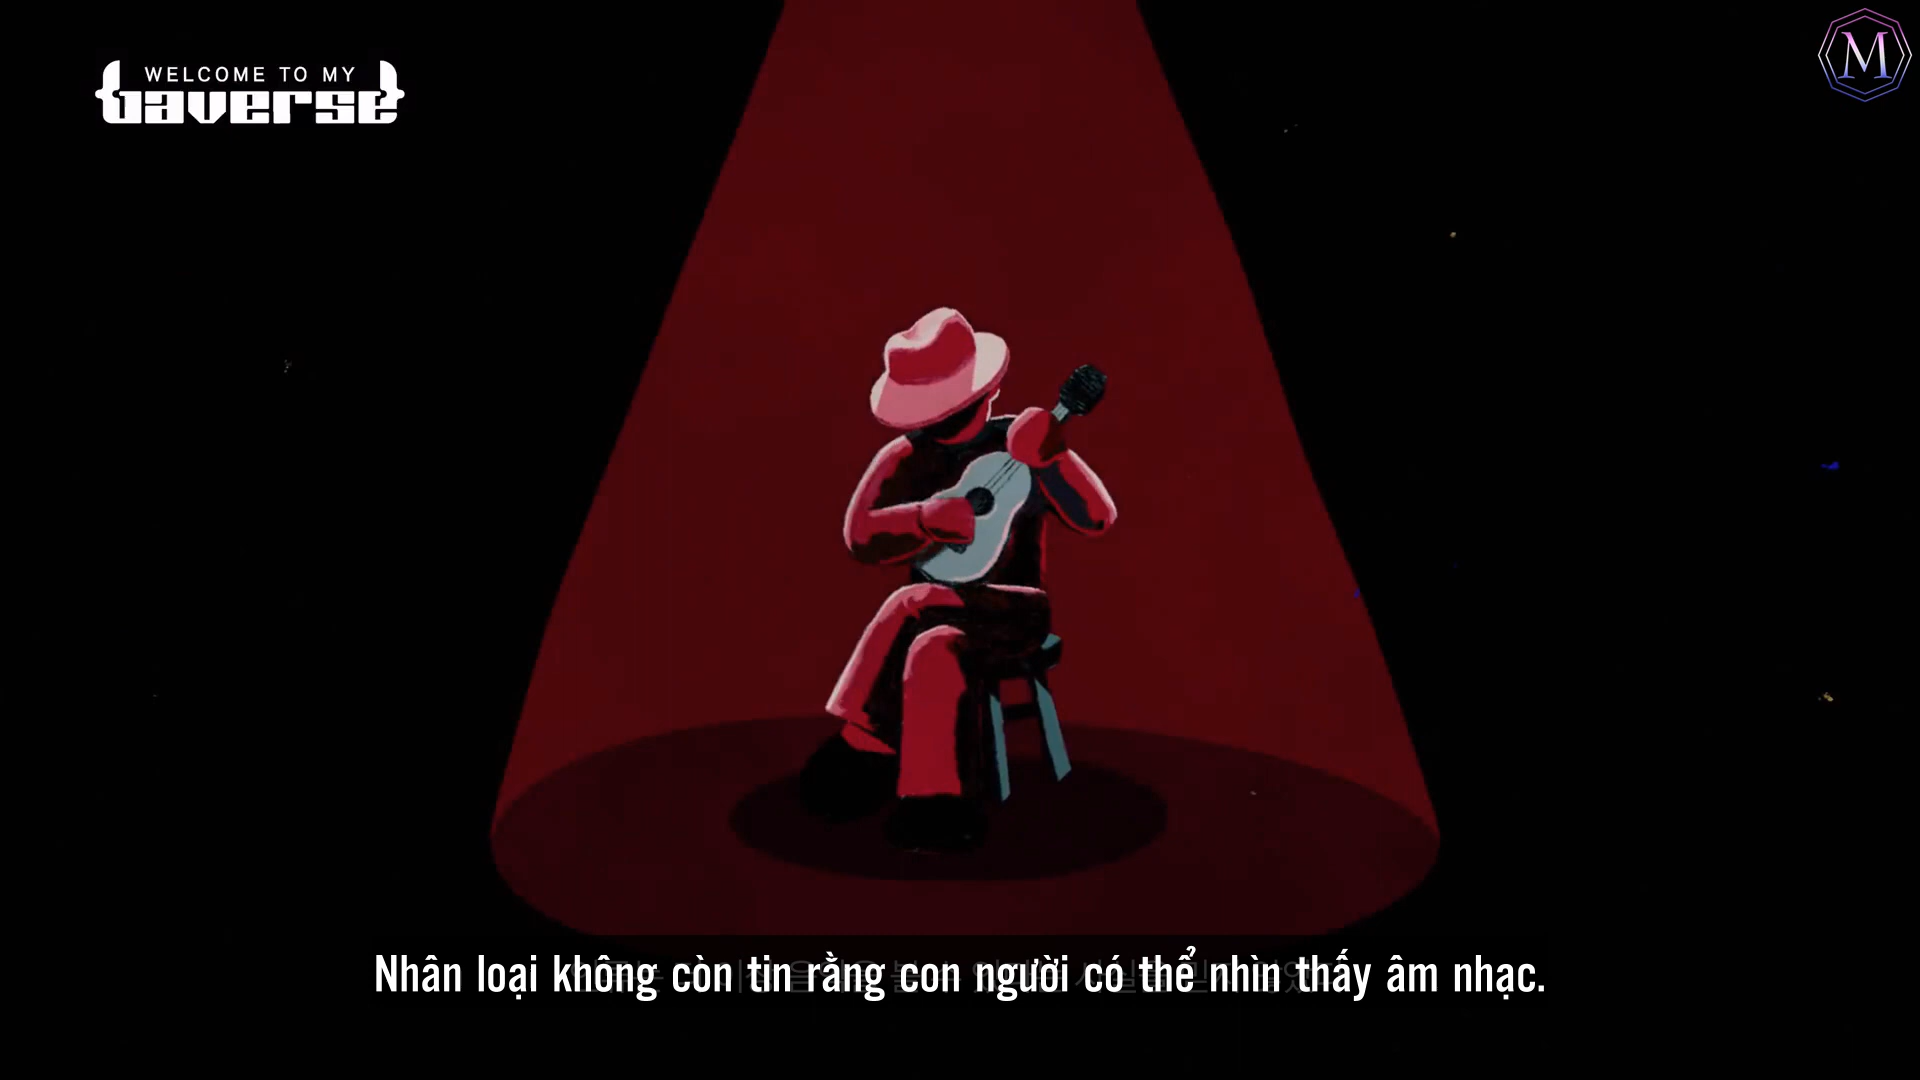 WELCOME TO MY
baverse
M
Nhân loại không còn tin rằng con người có thể nhìn thấy âm nhạc.